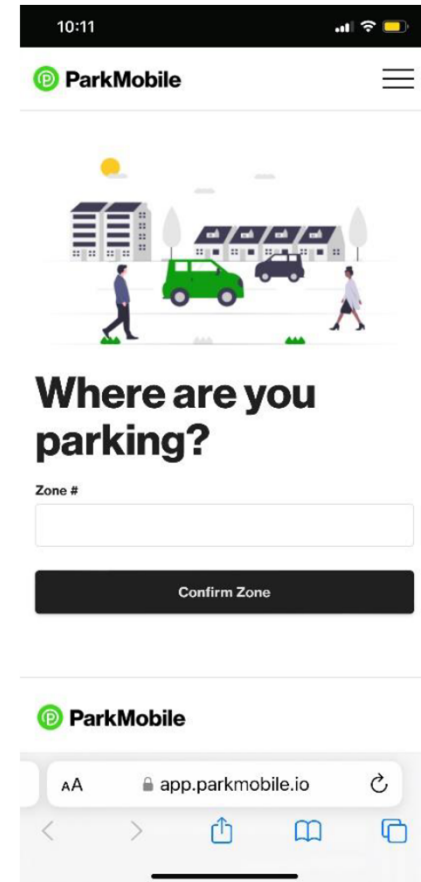 10:11
ParkMobile
Where are you
parking?
Zone #
Confirm Zone
ParkMobile
AA
app.parkmobile.io